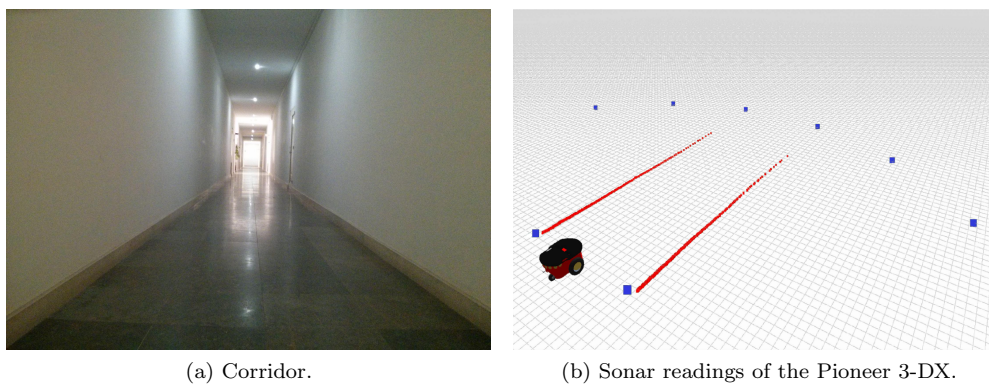 (a) Corridor.
(b) Sonar readings of the Pioneer 3-DX.